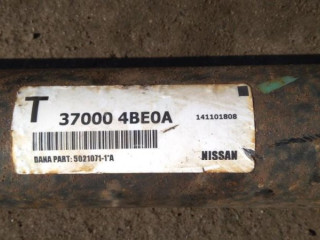 T 37000 4BE0A
141101808
DANA PART: 5021071-1*A
NISSAN